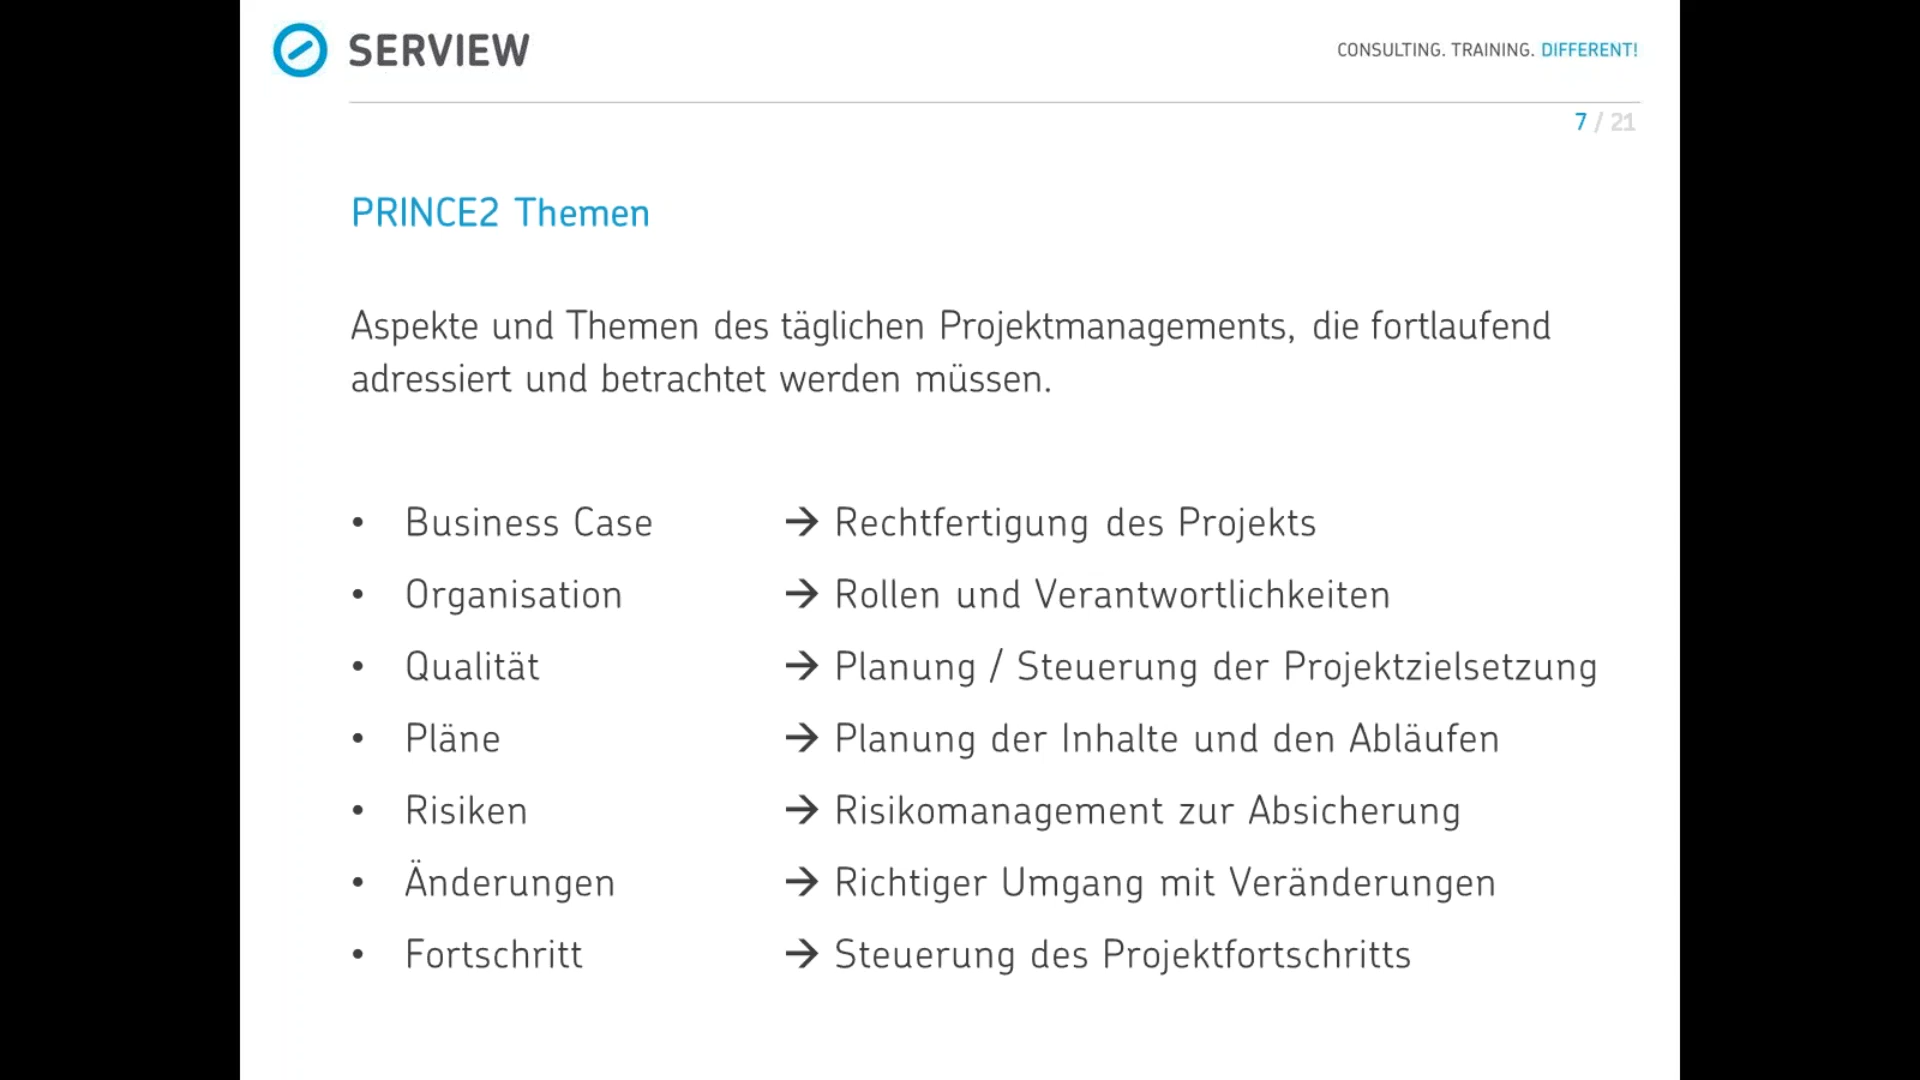 SERVIEW
CONSULTING. TRAINING. DIFFERENT!
7 / 21
PRINCE2 Themen
Aspekte und Themen des täglichen Projektmanagements, die fortlaufend
adressiert und betrachtet werden müssen.
• Business Case → Rechtfertigung des Projekts
• Organisation → Rollen und Verantwortlichkeiten
• Qualität → Planung / Steuerung der Projektzielsetzung
• Pläne → Planung der Inhalte und den Abläufen
• Risiken → Risikomanagement zur Absicherung
• Änderungen → Richtiger Umgang mit Veränderungen
• Fortschritt → Steuerung des Projektfortschritts